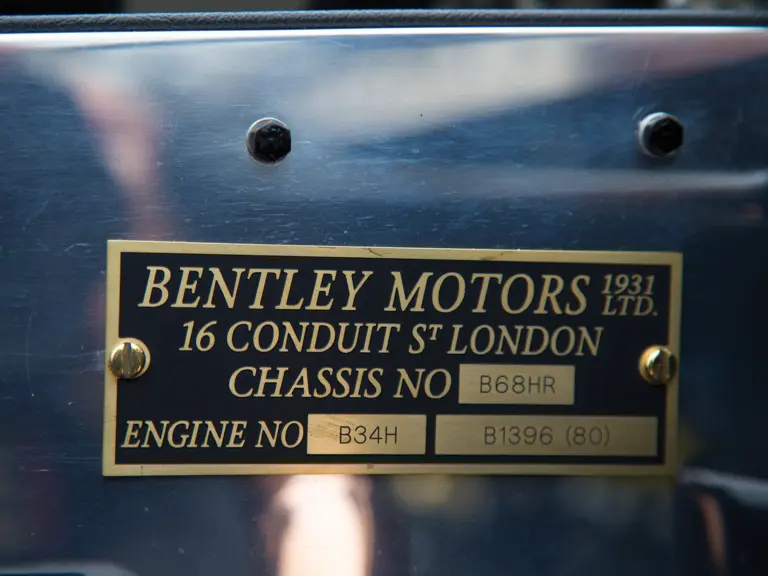 BENTLEY MOTORS 1931 LTD.
16 CONDUIT ST LONDON
CHASSIS NO B68HR
ENGINE NO B34H B1396 (80)